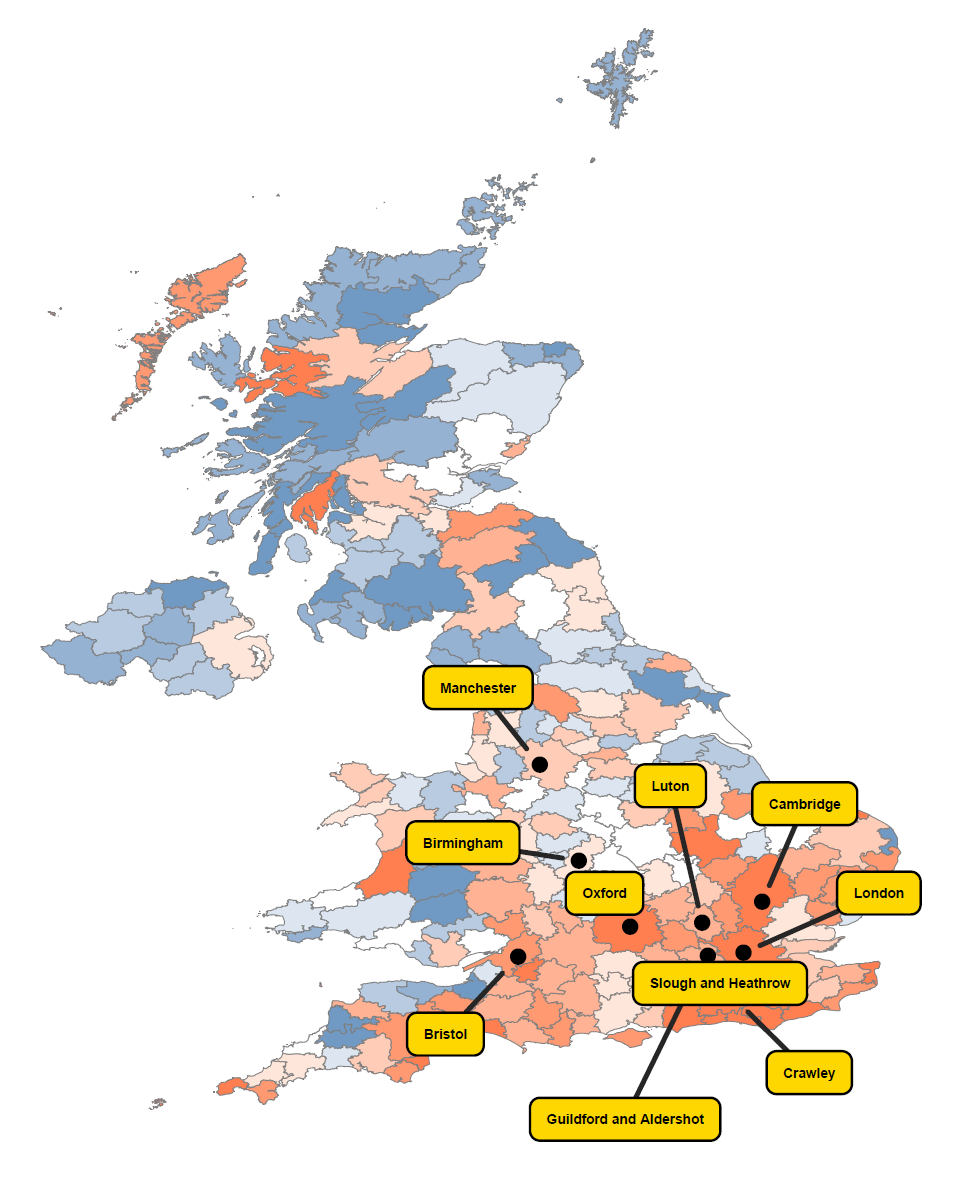 Manchester
Luton
Cambridge
Birmingham
Oxford
London
Slough and Heathrow
Bristol
Crawley
Guildford and Aldershot